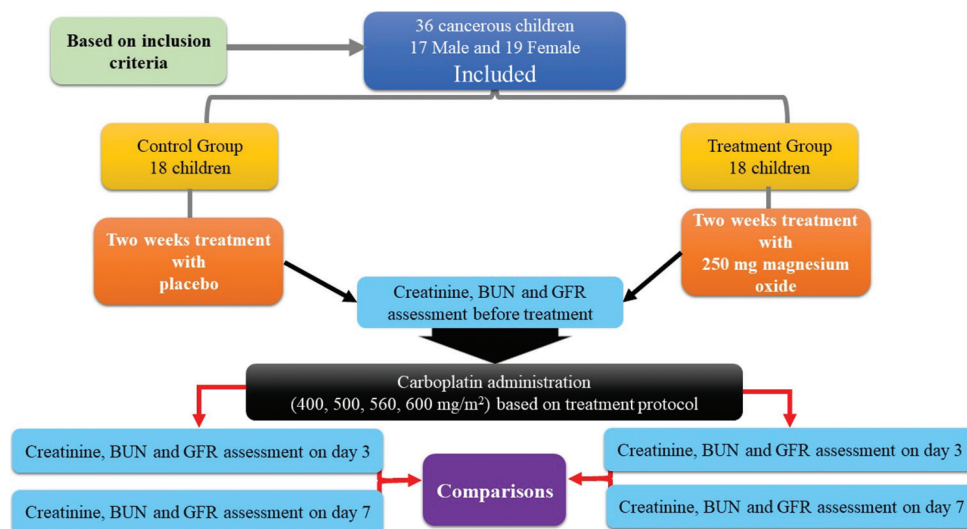 Based on inclusion
criteria
36 cancerous children
17 Male and 19 Female
Included
Control Group
18 children
Treatment Group
18 children
Two weeks treatment
with
placebo
Two weeks treatment
with
250 mg magnesium
oxide
Creatinine, BUN and GFR
assessment before treatment
Carboplatin administration
(400, 500, 560, 600 mg/m²) based on treatment protocol
Creatinine, BUN and GFR assessment on day 3
Creatinine, BUN and GFR assessment on day 7
Comparisons
Creatinine, BUN and GFR assessment on day 3
Creatinine, BUN and GFR assessment on day 7